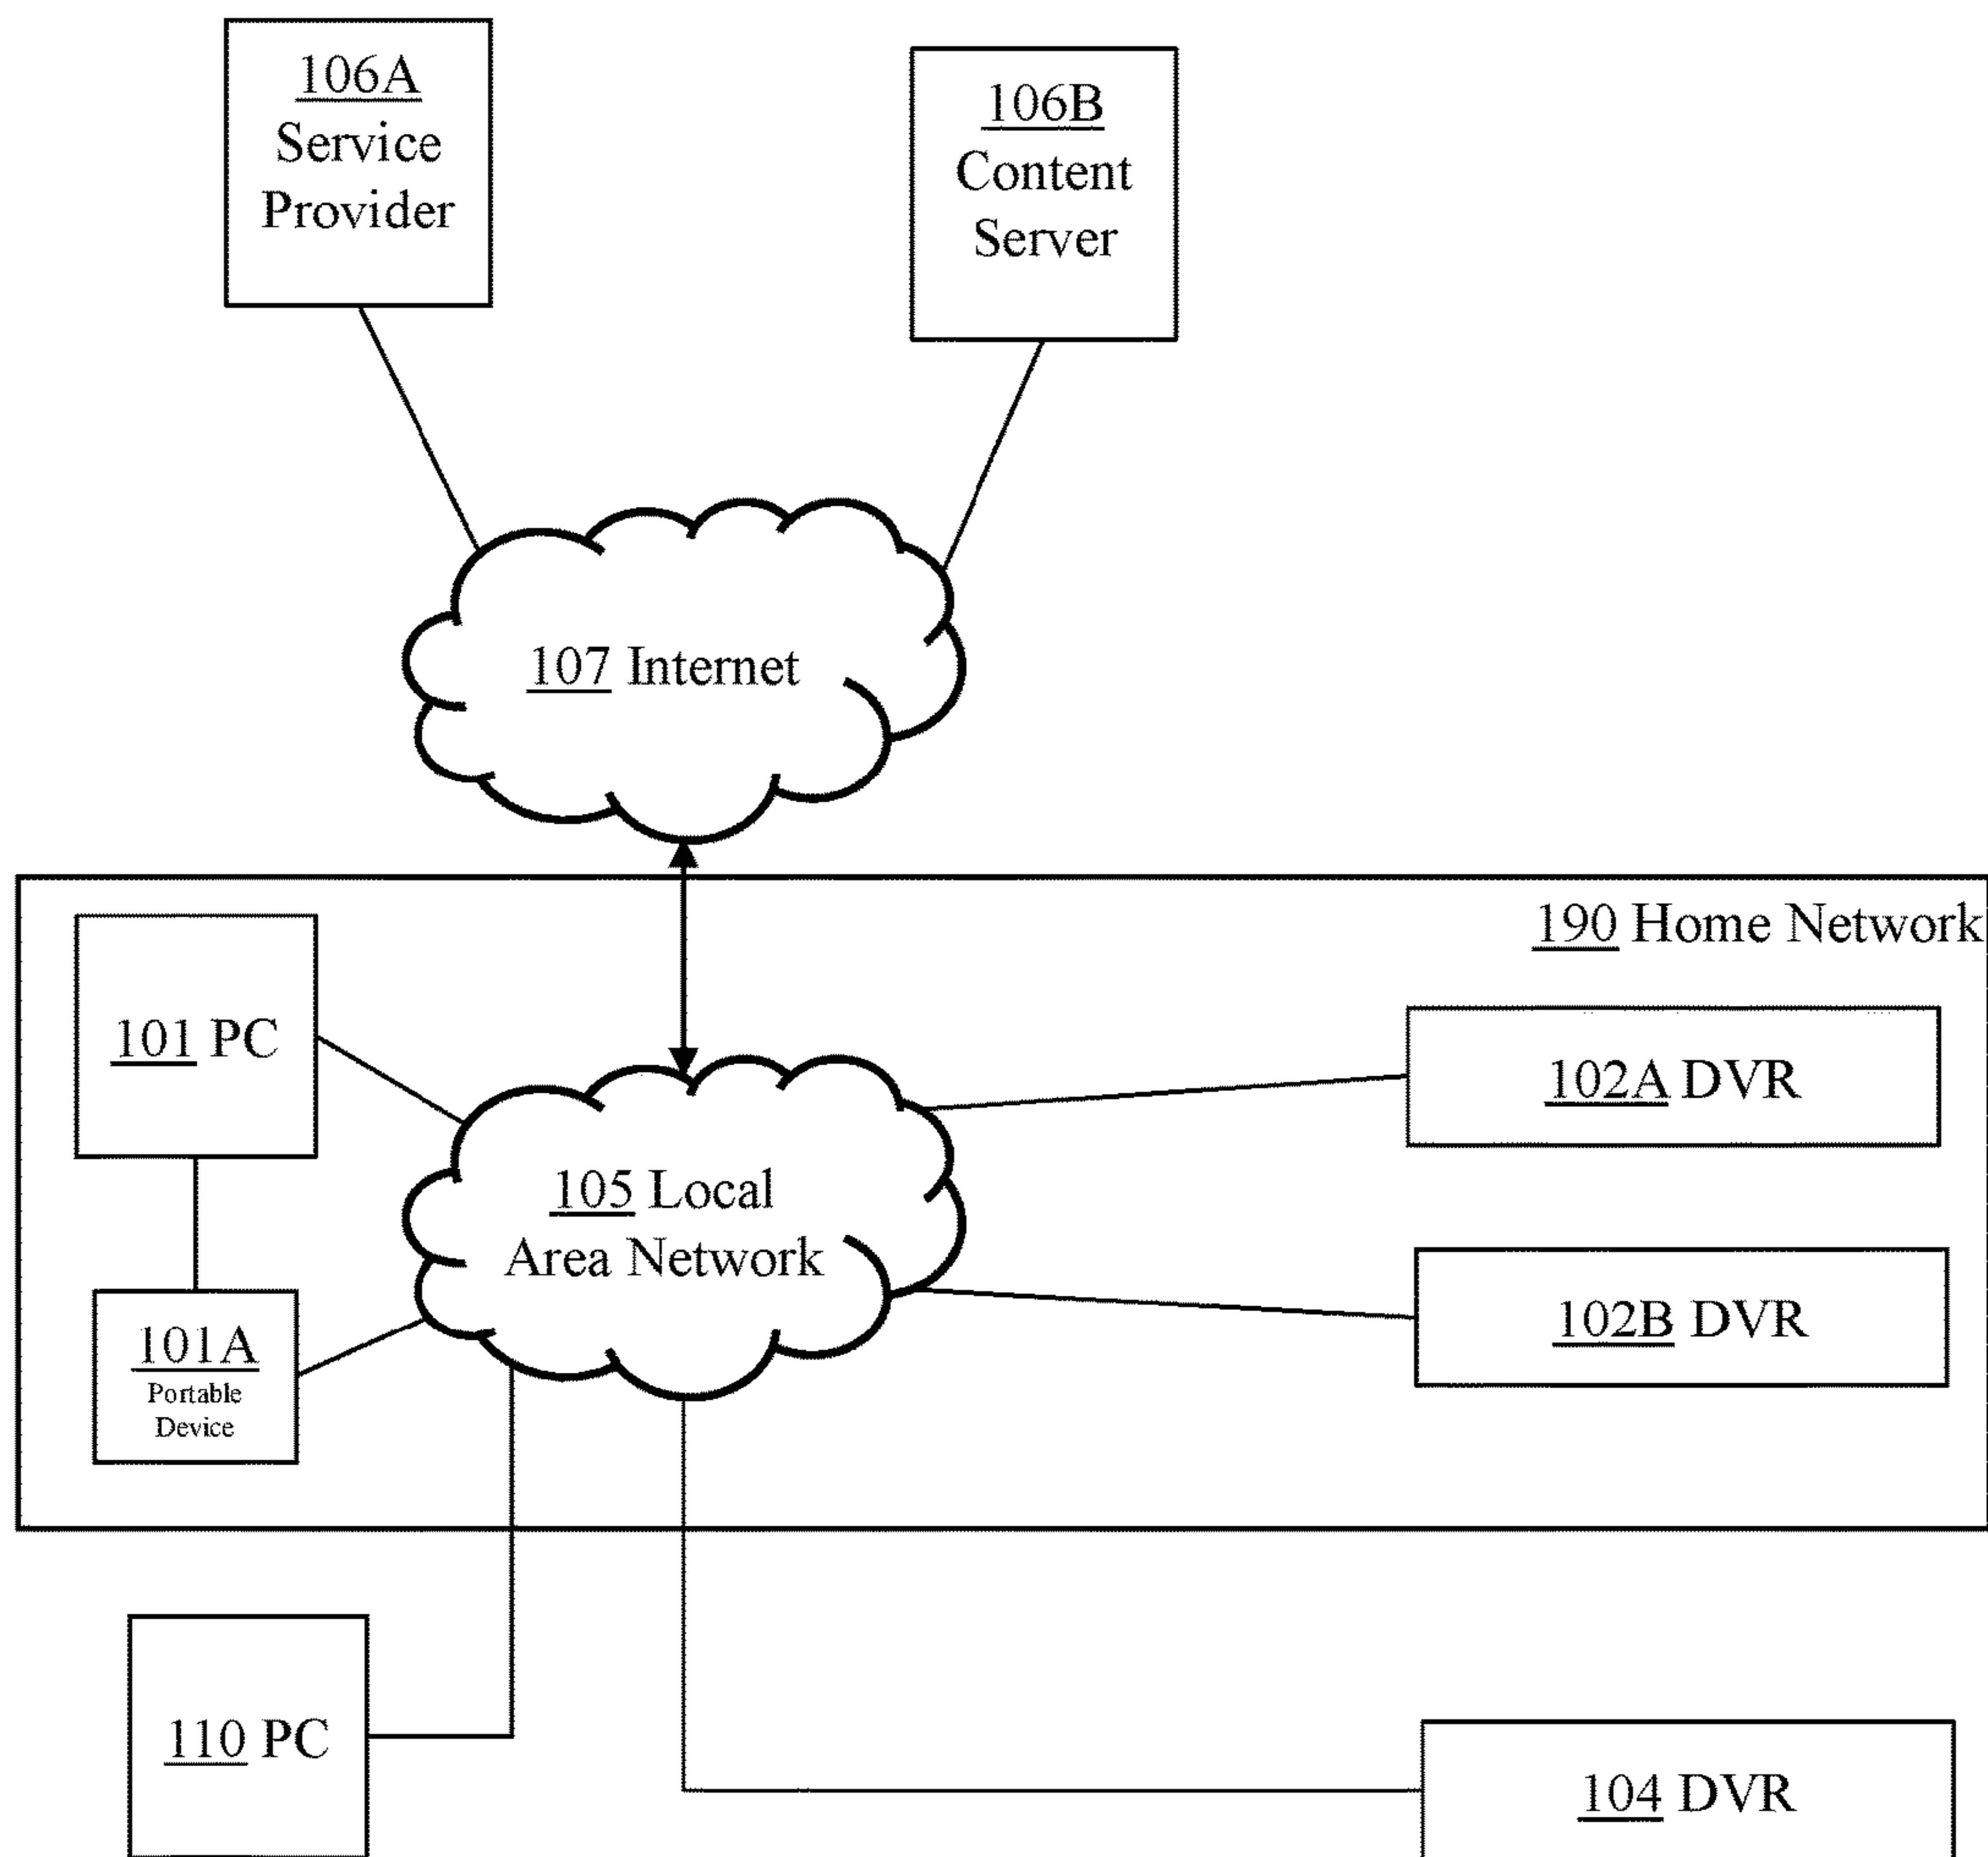 106A
Service
Provider
106B
Content
Server
107 Internet
190 Home Network
101 PC
102A DVR
105 Local
Area Network
102B DVR
101A
Portable
Device
110 PC
104 DVR